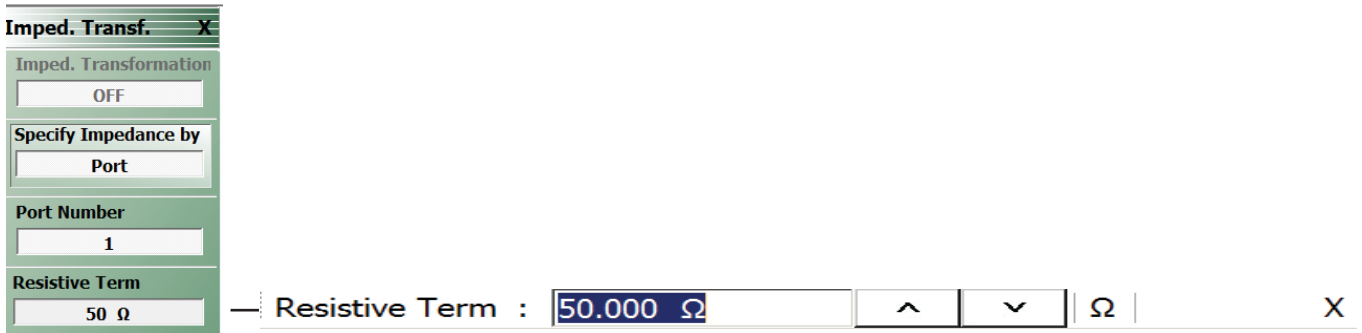 Imped. Transf. X
Imped. Transformation
OFF
Specify Impedance by
Port
Port Number
1
Resistive Term
50 Ω
Resistive Term : 50.000 Ω ^ ˅ Ω X